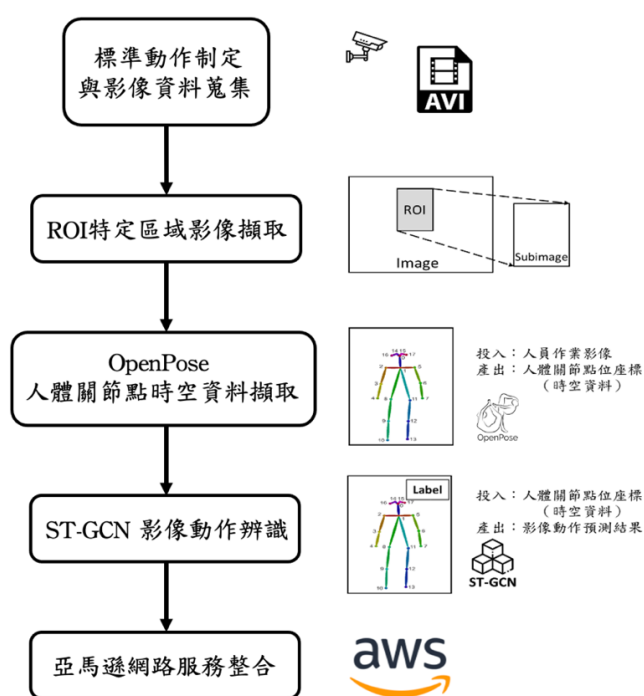 標準動作制定
與影像資料蒐集
AVI
ROI特定區域影像擷取
ROI
Image
Subimage
OpenPose
人體關節點時空資料擷取
投入：人員作業影像
產出：人體關節點位座標
（時空資料）
OpenPose
ST-GCN 影像動作辨識
Label
投入：人體關節點位座標
（時空資料）
產出：影像動作預測結果
ST-GCN
亞馬遜網路服務整合
aws